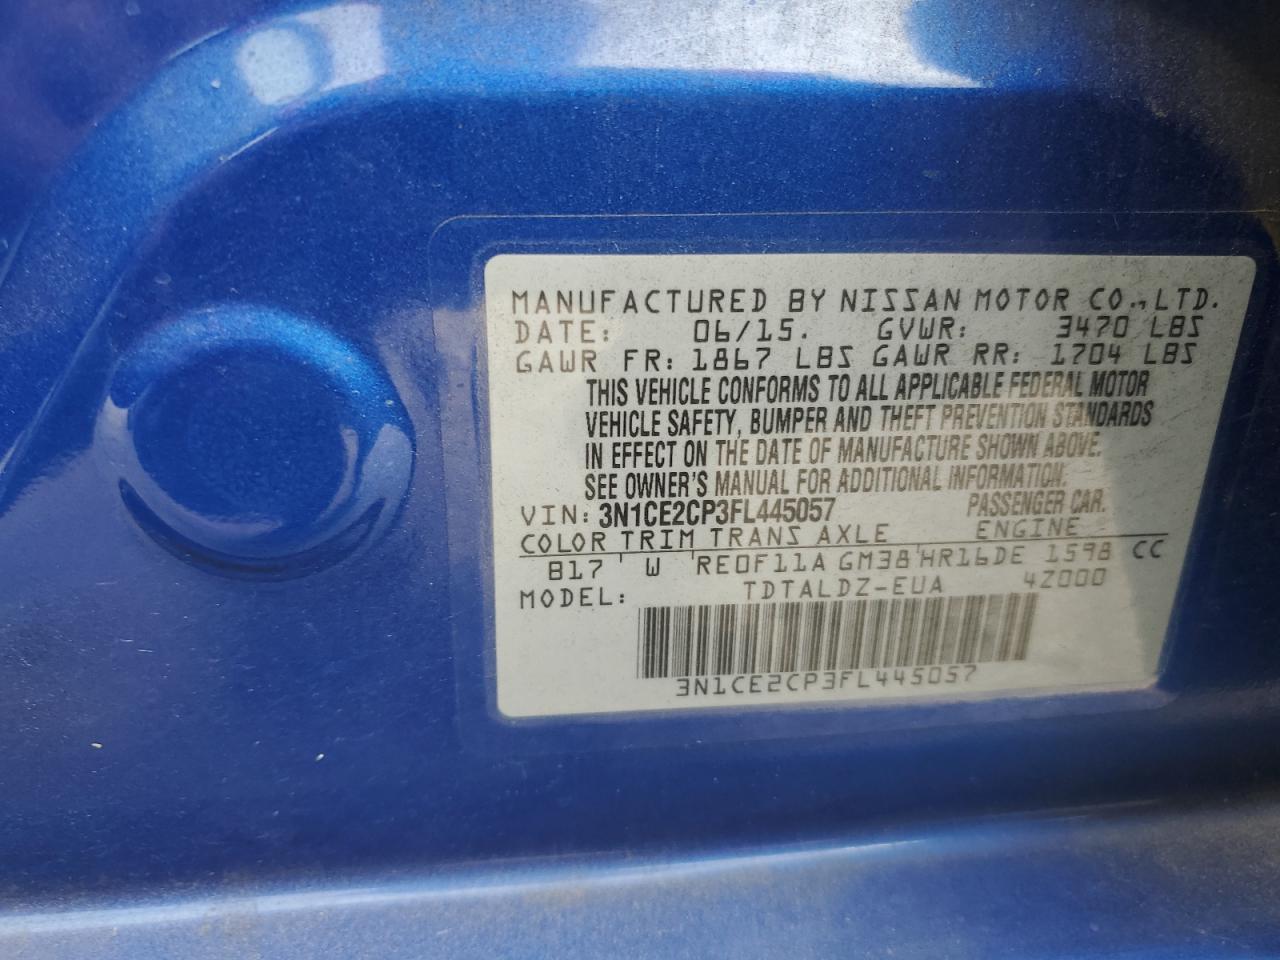 MANUFACTURED BY NISSAN MOTOR CO.,LTD.
DATE: 06/15. GVWR: 3470 LBS
GAWR FR: 1867 LBS GAWR RR: 1704 LBS
THIS VEHICLE CONFORMS TO ALL APPLICABLE FEDERAL MOTOR
VEHICLE SAFETY, BUMPER AND THEFT PREVENTION STANDARDS
IN EFFECT ON THE DATE OF MANUFACTURE SHOWN ABOVE.
SEE OWNER'S MANUAL FOR ADDITIONAL INFORMATION.
VIN: 3N1CE2CP3FL445057 PASSENGER CAR.
COLOR TRIM TRANS AXLE ENGINE
B17 W RE0F11A GM38 HR16DE 1598 CC
MODEL: TDTALDZ-EUA 4Z000
3N1CE2CP3FL445057